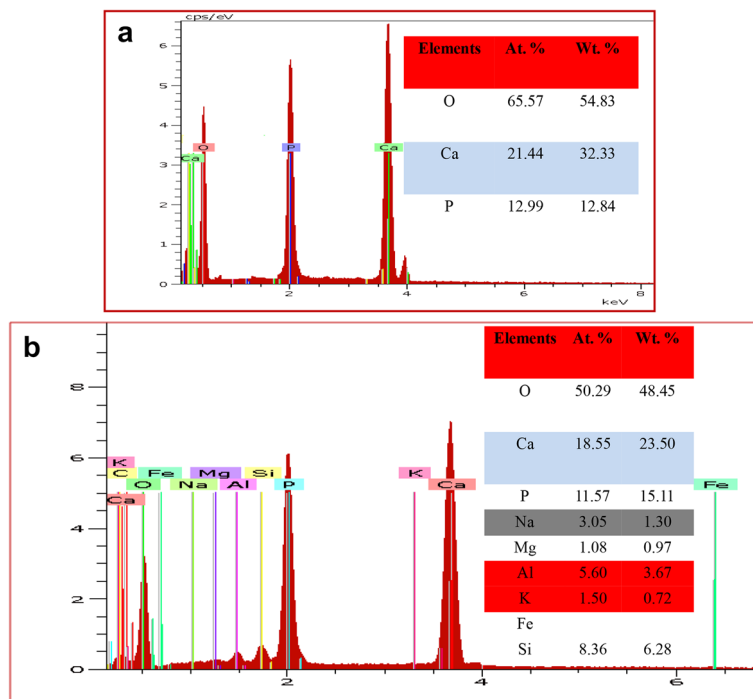 a
cps/eV
6
5
4
3
2
1
0
Ca
O
P
Ca
2
4
6
8
keV
Elements At. % Wt. %
O 65.57 54.83
Ca 21.44 32.33
P 12.99 12.84
b
8
6
4
2
0
K
C Fe Mg Si
O Na Al P
Ca
K
Ca
Fe
2
4
6
Elements At. % Wt. %
O 50.29 48.45
Ca 18.55 23.50
P 11.57 15.11
Na 3.05 1.30
Mg 1.08 0.97
Al 5.60 3.67
K 1.50 0.72
Fe
Si 8.36 6.28